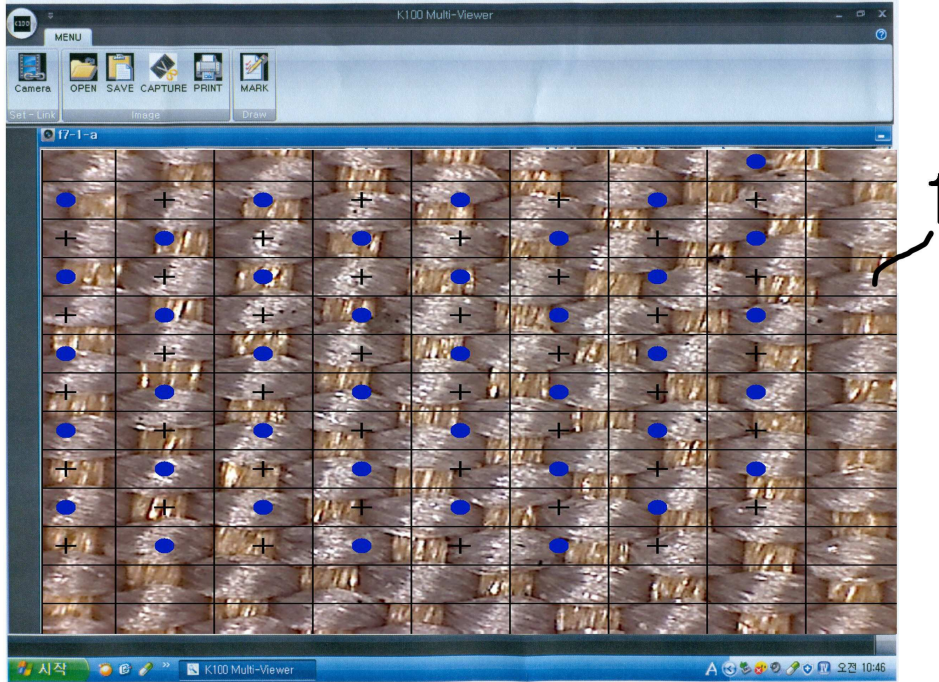 K100 K100 Multi-Viewer
MENU
Camera OPEN SAVE CAPTURE PRINT MARK
Set - Link Image Draw
f7-1-a
1
시작 K100 Multi-Viewer A 오전 10:46